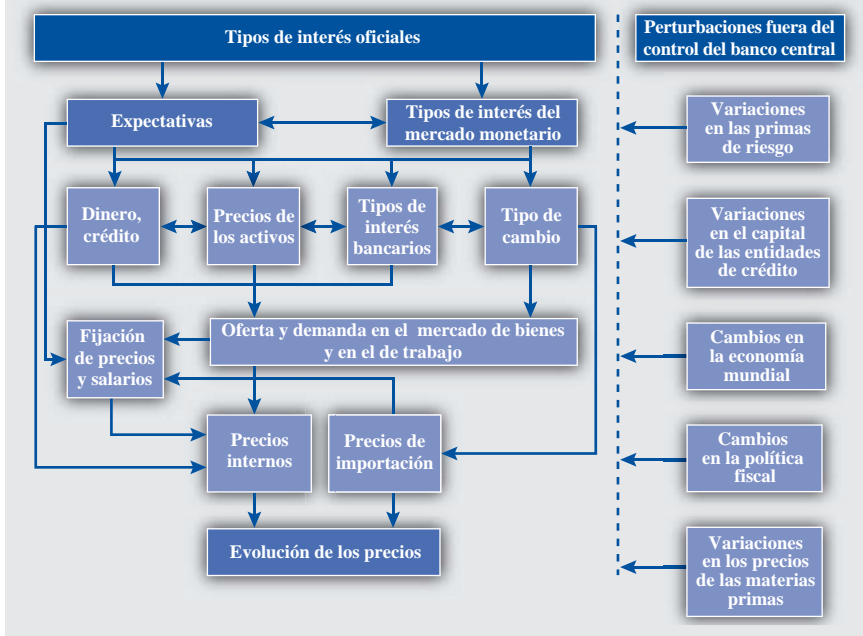 Tipos de interés oficiales
Perturbaciones fuera del
control del banco central
Expectativas
Tipos de interés del
mercado monetario
Variaciones
en las primas
de riesgo
Dinero,
crédito
Precios de
los activos
Tipos de
interés
bancarios
Tipo de
cambio
Variaciones
en el capital
de las entidades
de crédito
Fijación
de precios
y salarios
Oferta y demanda en el mercado de bienes
y en el de trabajo
Cambios en
la economía
mundial
Precios
internos
Precios de
importación
Cambios
en la política
fiscal
Evolución de los precios
Variaciones
en los precios
de las materias
primas